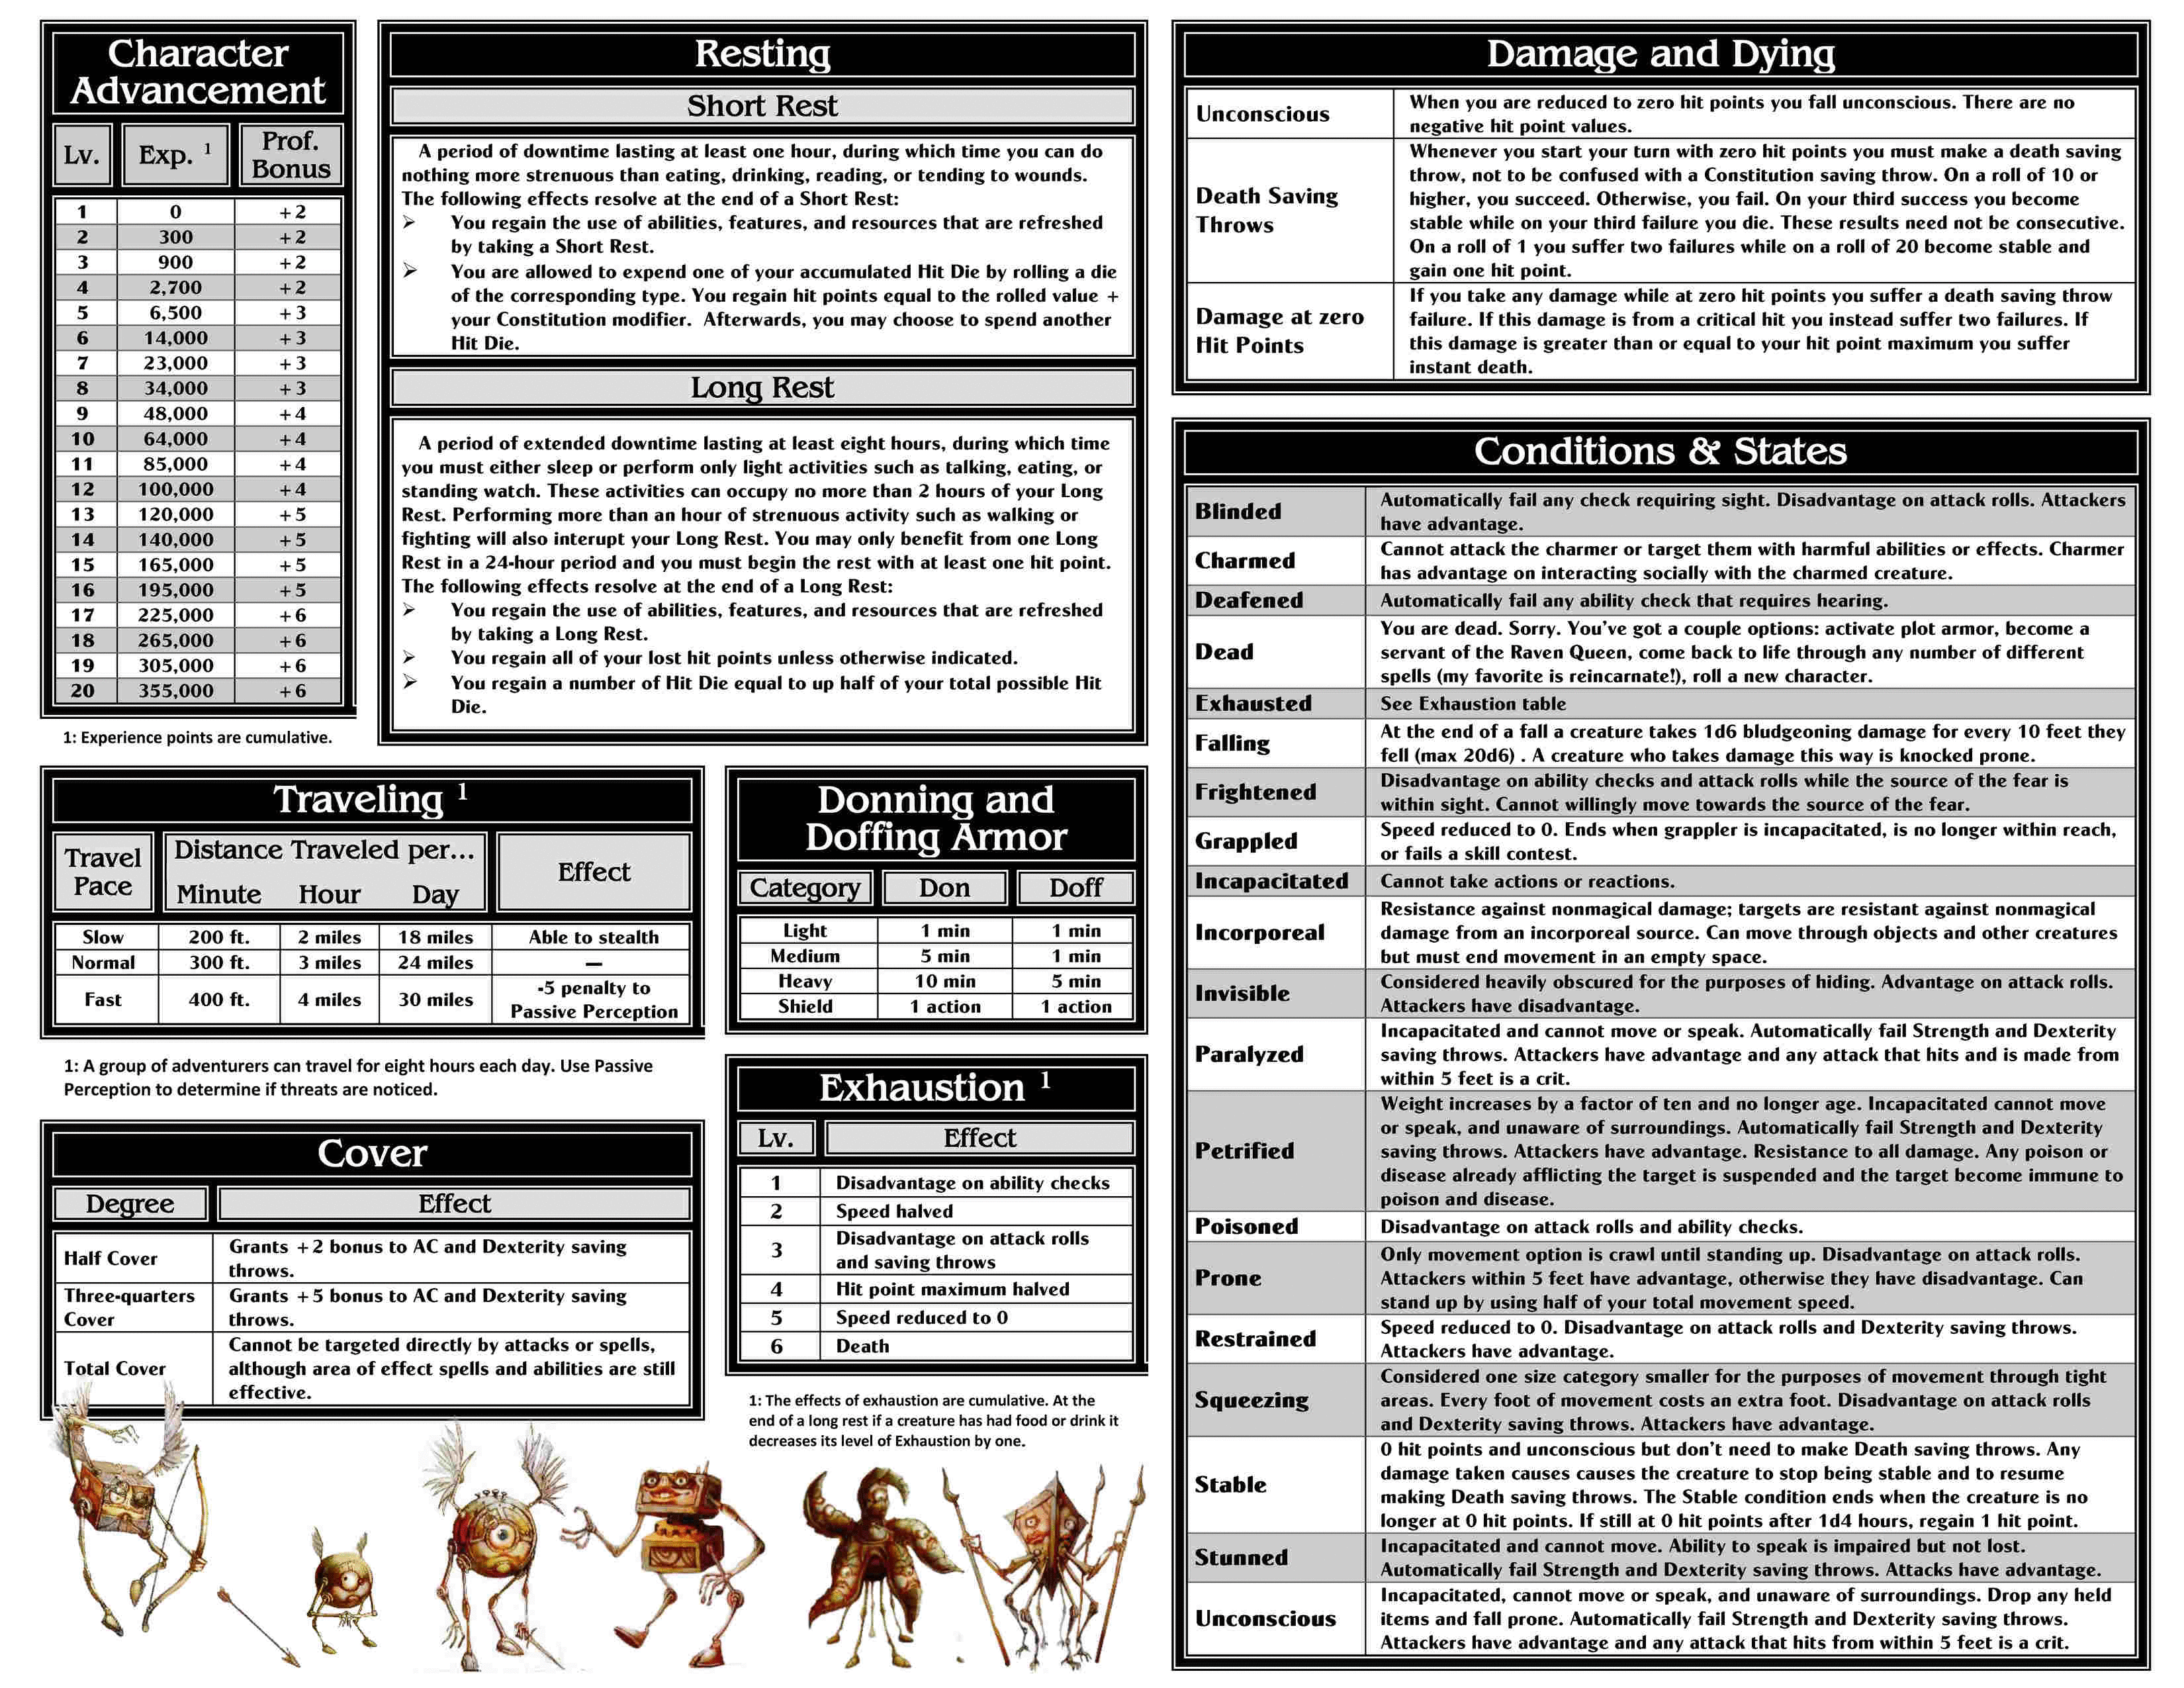 Character
Advancement
Lv. Exp. 1 Prof. Bonus
1 0 +2
2 300 +2
3 900 +2
4 2,700 +2
5 6,500 +3
6 14,000 +3
7 23,000 +3
8 34,000 +3
9 48,000 +4
10 64,000 +4
11 85,000 +4
12 100,000 +4
13 120,000 +5
14 140,000 +5
15 165,000 +5
16 195,000 +5
17 225,000 +6
18 265,000 +6
19 305,000 +6
20 355,000 +6
1: Experience points are cumulative.
Resting
Short Rest
A period of downtime lasting at least one hour, during which time you can do
nothing more strenuous than eating, drinking, reading, or tending to wounds.
The following effects resolve at the end of a Short Rest:
➢ You regain the use of abilities, features, and resources that are refreshed
by taking a Short Rest.
➢ You are allowed to expend one of your accumulated Hit Die by rolling a die
of the corresponding type. You regain hit points equal to the rolled value +
your Constitution modifier. Afterwards, you may choose to spend another
Hit Die.
Long Rest
A period of extended downtime lasting at least eight hours, during which time
you must either sleep or perform only light activities such as talking, eating, or
standing watch. These activities can occupy no more than 2 hours of your Long
Rest. Performing more than an hour of strenuous activity such as walking or
fighting will also interupt your Long Rest. You may only benefit from one Long
Rest in a 24-hour period and you must begin the rest with at least one hit point.
The following effects resolve at the end of a Long Rest:
➢ You regain the use of abilities, features, and resources that are refreshed
by taking a Long Rest.
➢ You regain all of your lost hit points unless otherwise indicated.
➢ You regain a number of Hit Die equal to up half of your total possible Hit
Die.
Traveling 1
Travel Pace Distance Traveled per... Effect
Minute Hour Day
Slow 200 ft. 2 miles 18 miles Able to stealth
Normal 300 ft. 3 miles 24 miles —
Fast 400 ft. 4 miles 30 miles -5 penalty to
Passive Perception
1: A group of adventurers can travel for eight hours each day. Use Passive
Perception to determine if threats are noticed.
Cover
Degree Effect
Half Cover Grants +2 bonus to AC and Dexterity saving
throws.
Three-quarters Grants +5 bonus to AC and Dexterity saving
Cover throws.
Total Cover Cannot be targeted directly by attacks or spells,
although area of effect spells and abilities are still
effective.
Donning and
Doffing Armor
Category Don Doff
Light 1 min 1 min
Medium 5 min 1 min
Heavy 10 min 5 min
Shield 1 action 1 action
Exhaustion 1
Lv. Effect
1 Disadvantage on ability checks
2 Speed halved
3 Disadvantage on attack rolls
and saving throws
4 Hit point maximum halved
5 Speed reduced to 0
6 Death
1: The effects of exhaustion are cumulative. At the
end of a long rest if a creature has had food or drink it
decreases its level of Exhaustion by one.
Damage and Dying
Unconscious When you are reduced to zero hit points you fall unconscious. There are no
negative hit point values.
Death Saving Throws Whenever you start your turn with zero hit points you must make a death saving
throw, not to be confused with a Constitution saving throw. On a roll of 10 or
higher, you succeed. Otherwise, you fail. On your third success you become
stable while on your third failure you die. These results need not be consecutive.
On a roll of 1 you suffer two failures while on a roll of 20 become stable and
gain one hit point.
Damage at zero Hit Points If you take any damage while at zero hit points you suffer a death saving throw
failure. If this damage is from a critical hit you instead suffer two failures. If
this damage is greater than or equal to your hit point maximum you suffer
instant death.
Conditions & States
Blinded Automatically fail any check requiring sight. Disadvantage on attack rolls. Attackers
have advantage.
Charmed Cannot attack the charmer or target them with harmful abilities or effects. Charmer
has advantage on interacting socially with the charmed creature.
Deafened Automatically fail any ability check that requires hearing.
Dead You are dead. Sorry. You've got a couple options: activate plot armor, become a
servant of the Raven Queen, come back to life through any number of different
spells (my favorite is reincarnate!), roll a new character.
Exhausted See Exhaustion table
Falling At the end of a fall a creature takes 1d6 bludgeoning damage for every 10 feet they
fell (max 20d6) . A creature who takes damage this way is knocked prone.
Frightened Disadvantage on ability checks and attack rolls while the source of the fear is
within sight. Cannot willingly move towards the source of the fear.
Grappled Speed reduced to 0. Ends when grappler is incapacitated, is no longer within reach,
or fails a skill contest.
Incapacitated Cannot take actions or reactions.
Incorporeal Resistance against nonmagical damage; targets are resistant against nonmagical
damage from an incorporeal source. Can move through objects and other creatures
but must end movement in an empty space.
Invisible Considered heavily obscured for the purposes of hiding. Advantage on attack rolls.
Attackers have disadvantage.
Paralyzed Incapacitated and cannot move or speak. Automatically fail Strength and Dexterity
saving throws. Attackers have advantage and any attack that hits and is made from
within 5 feet is a crit.
Petrified Weight increases by a factor of ten and no longer age. Incapacitated cannot move
or speak, and unaware of surroundings. Automatically fail Strength and Dexterity
saving throws. Attackers have advantage. Resistance to all damage. Any poison or
disease already afflicting the target is suspended and the target become immune to
poison and disease.
Poisoned Disadvantage on attack rolls and ability checks.
Prone Only movement option is crawl until standing up. Disadvantage on attack rolls.
Attackers within 5 feet have advantage, otherwise they have disadvantage. Can
stand up by using half of your total movement speed.
Restrained Speed reduced to 0. Disadvantage on attack rolls and Dexterity saving throws.
Attackers have advantage.
Squeezing Considered one size category smaller for the purposes of movement through tight
areas. Every foot of movement costs an extra foot. Disadvantage on attack rolls
and Dexterity saving throws. Attackers have advantage.
Stable 0 hit points and unconscious but don't need to make Death saving throws. Any
damage taken causes causes the creature to stop being stable and to resume
making Death saving throws. The Stable condition ends when the creature is no
longer at 0 hit points. If still at 0 hit points after 1d4 hours, regain 1 hit point.
Stunned Incapacitated and cannot move. Ability to speak is impaired but not lost.
Automatically fail Strength and Dexterity saving throws. Attacks have advantage.
Unconscious Incapacitated, cannot move or speak, and unaware of surroundings. Drop any held
items and fall prone. Automatically fail Strength and Dexterity saving throws.
Attackers have advantage and any attack that hits from within 5 feet is a crit.